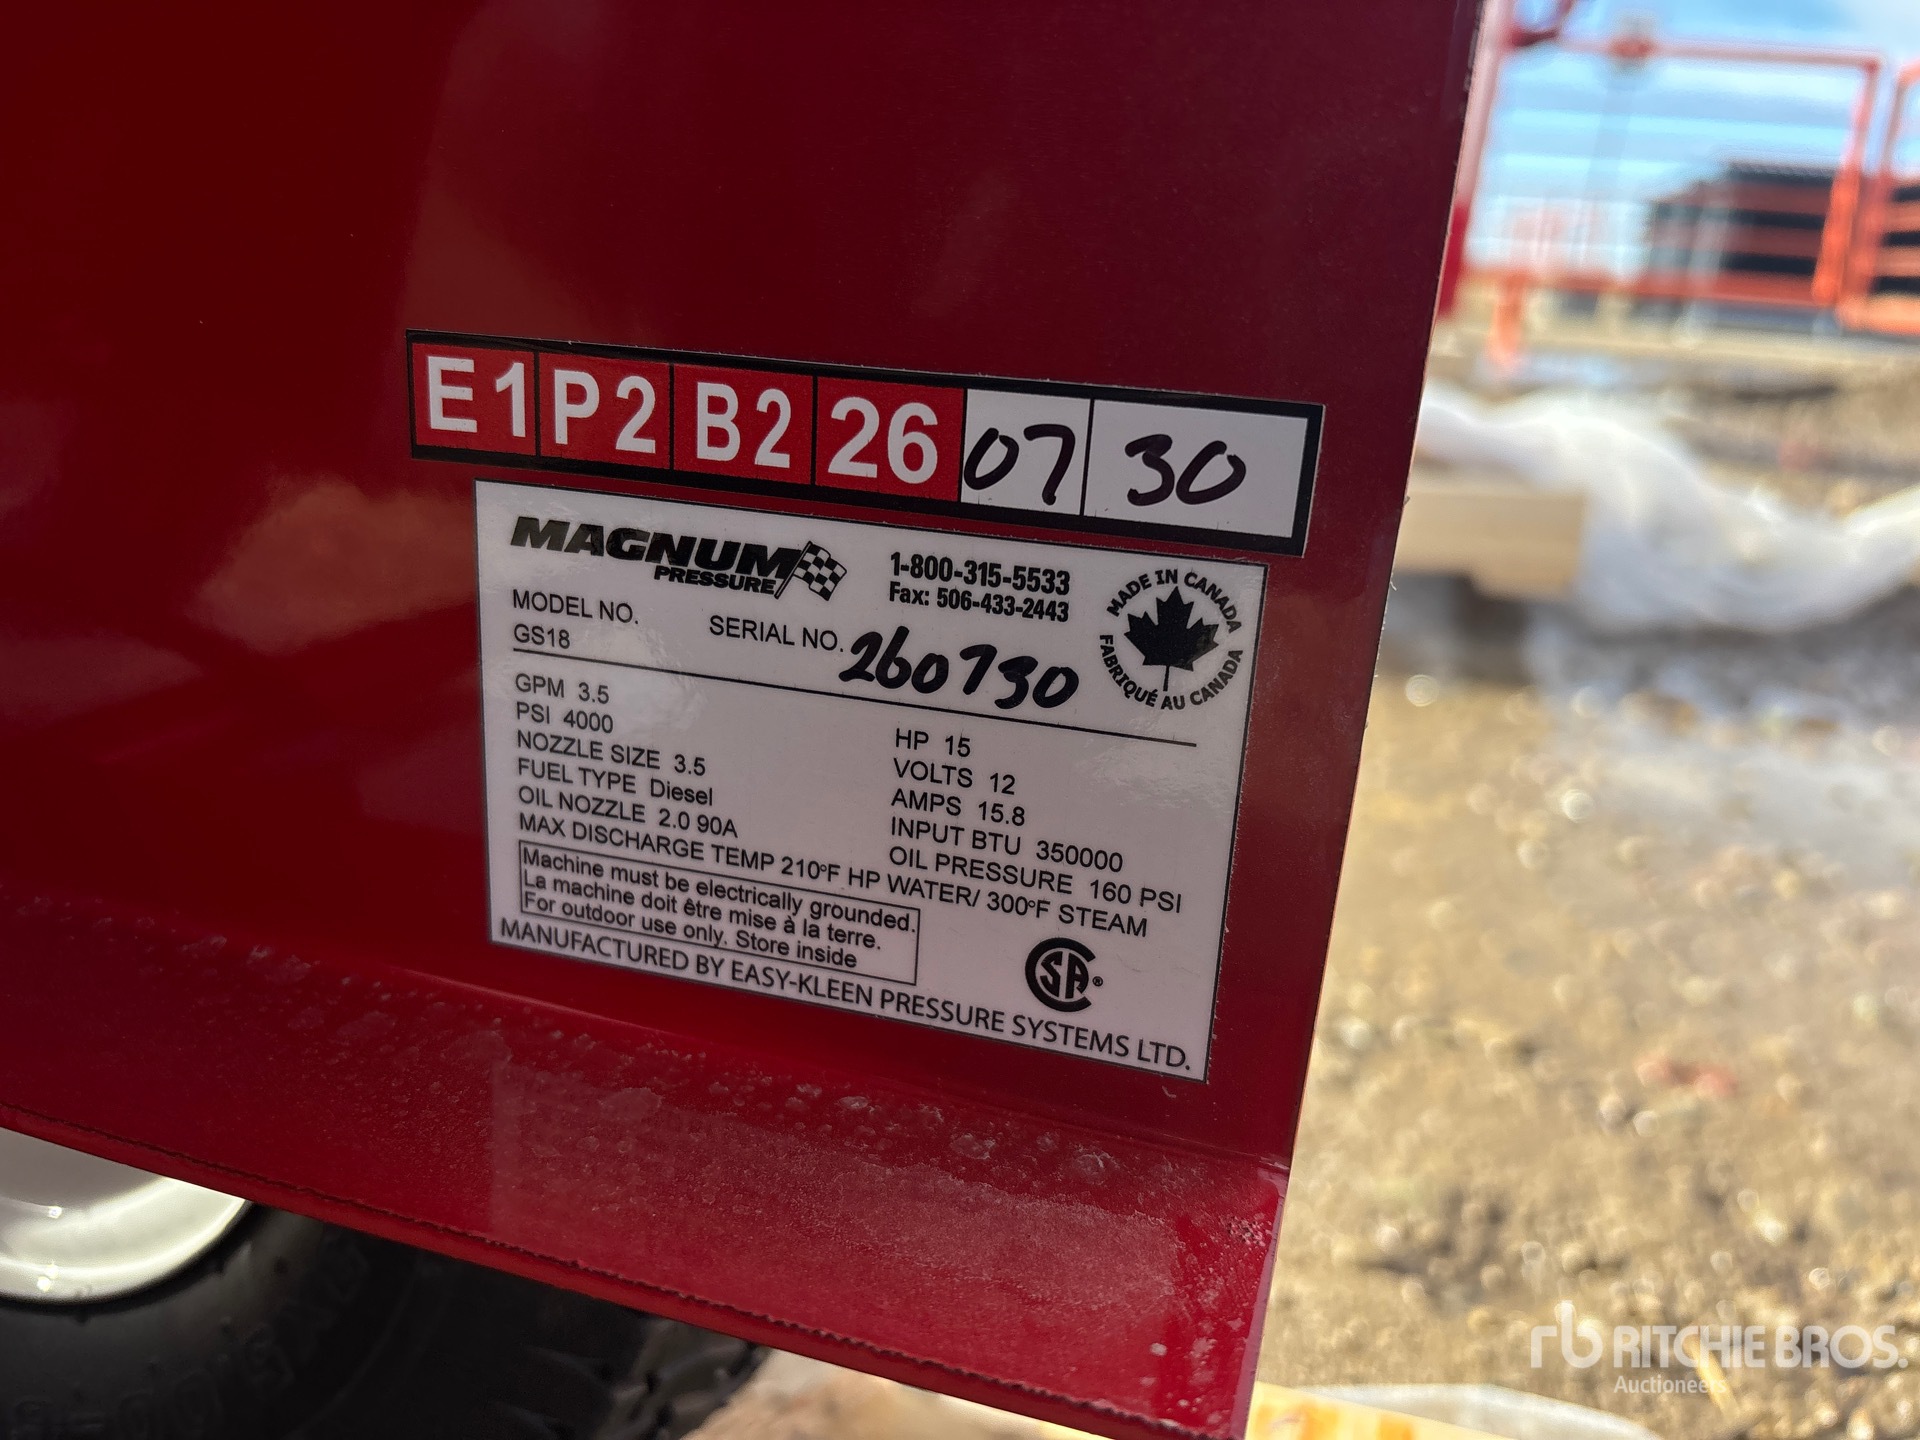 E1 P2 B2 26 07 30
MAGNUM
PRESSURE
1-800-315-5533
Fax: 506-433-2443
MADE IN CANADA
FABRIQUÉ AU CANADA
MODEL NO.
GS18
SERIAL NO. 260730
GPM 3.5
PSI 4000
NOZZLE SIZE 3.5
FUEL TYPE Diesel
OIL NOZZLE 2.0 90A
HP 15
VOLTS 12
AMPS 15.8
INPUT BTU 350000
OIL PRESSURE 160 PSI
MAX DISCHARGE TEMP 210°F HP WATER/ 300°F STEAM
Machine must be electrically grounded.
La machine doit être mise à la terre.
For outdoor use only. Store inside
CSA®
MANUFACTURED BY EASY-KLEEN PRESSURE SYSTEMS LTD.
rb RITCHIE BROS.
Auctioneers